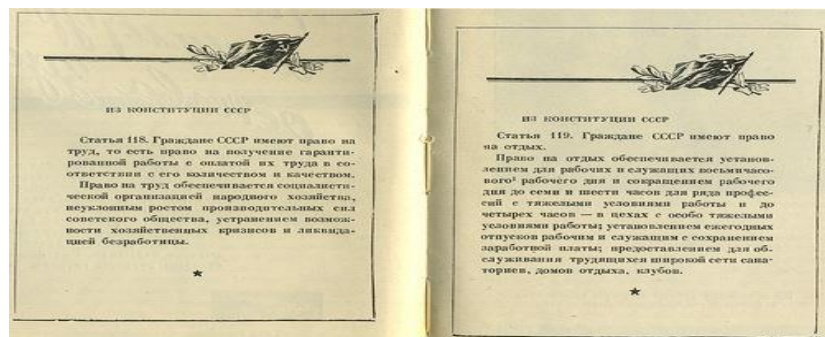 ИЗ КОНСТИТУЦИИ СССР
Статья 118. Граждане СССР имеют право на
труд, то есть право на получение гаранти-
рованной работы с оплатой их труда в со-
ответствии с его количеством и качеством.
Право на труд обеспечивается социалисти-
ческой организацией народного хозяйства,
неуклонным ростом производительных сил
советского общества, устранением возмож-
ности хозяйственных кризисов и ликвида-
цией безработицы.
ИЗ КОНСТИТУЦИИ СССР
Статья 119. Граждане СССР имеют право
на отдых.
Право на отдых обеспечивается установ-
лением для рабочих и служащих восьмичасо-
вого рабочего дня и сокращением рабочего
дня до семи и шести часов для ряда профес-
сий с тяжелыми условиями работы и до
четырех часов — в цехах с особо тяжелыми
условиями работы; установлением ежегодных
отпусков рабочим и служащим с сохранением
заработной платы; предоставлением для об-
служивания трудящихся широкой сети сана-
ториев, домов отдыха, клубов.